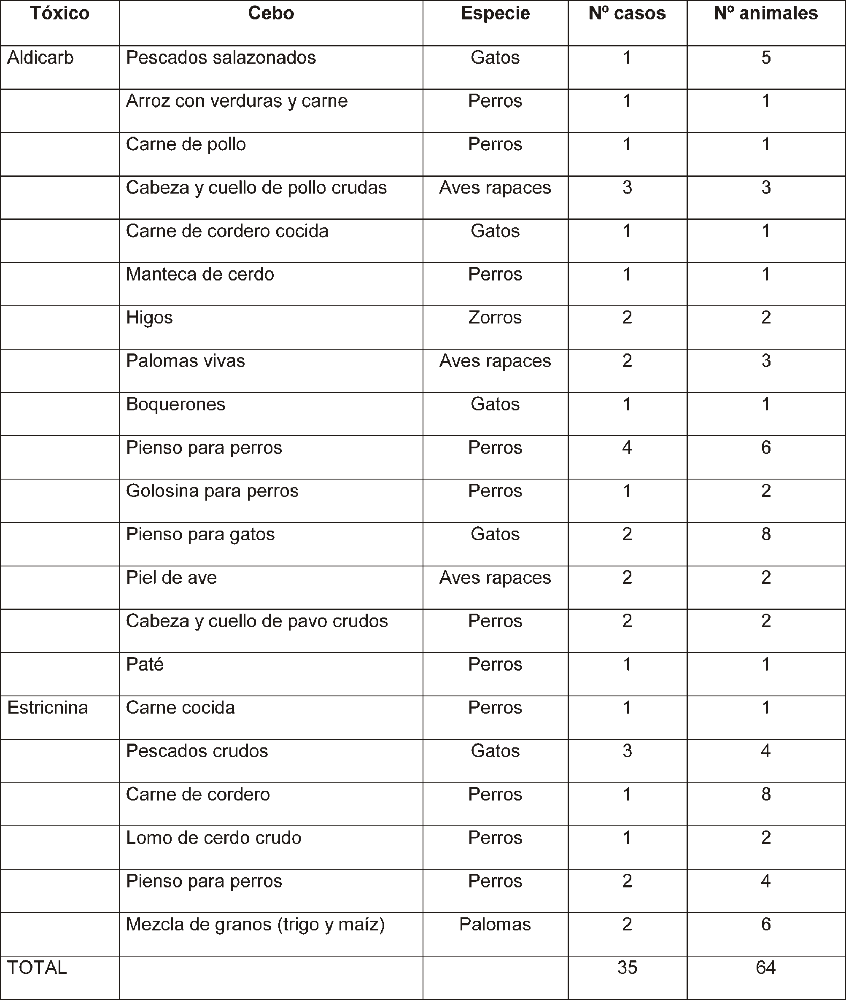 Tóxico Cebo Especie Nº casos Nº animales
Aldicarb Pescados salazonados Gatos 1 5
Arroz con verduras y carne Perros 1 1
Carne de pollo Perros 1 1
Cabeza y cuello de pollo crudas Aves rapaces 3 3
Carne de cordero cocida Gatos 1 1
Manteca de cerdo Perros 1 1
Higos Zorros 2 2
Palomas vivas Aves rapaces 2 3
Boquerones Gatos 1 1
Pienso para perros Perros 4 6
Golosina para perros Perros 1 2
Pienso para gatos Gatos 2 8
Piel de ave Aves rapaces 2 2
Cabeza y cuello de pavo crudos Perros 2 2
Paté Perros 1 1
Estricnina Carne cocida Perros 1 1
Pescados crudos Gatos 3 4
Carne de cordero Perros 1 8
Lomo de cerdo crudo Perros 1 2
Pienso para perros Perros 2 4
Mezcla de granos (trigo y maíz) Palomas 2 6
TOTAL 35 64